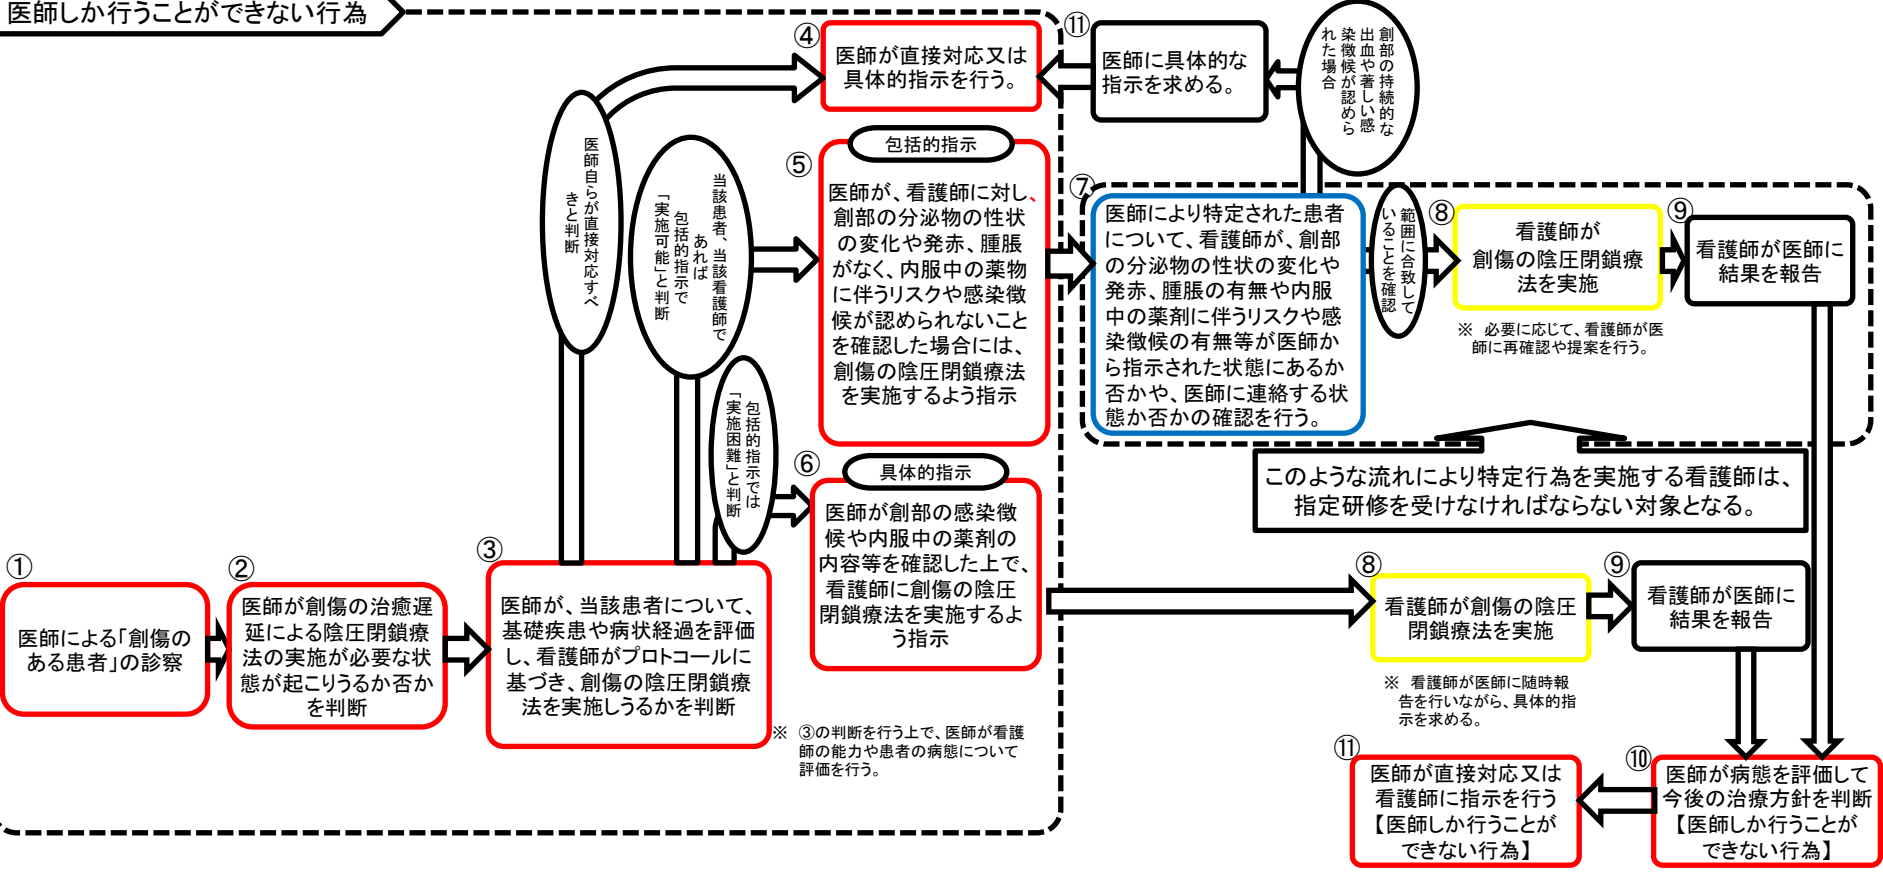 医師しか行うことができない行為
①
医師による「創傷の
ある患者」の診察
②
医師が創傷の治癒遅
延による陰圧閉鎖療
法の実施が必要な状
態が起こりうるか否か
を判断
③
医師が、当該患者について、
基礎疾患や病状経過を評価
し、看護師がプロトコールに
基づき、創傷の陰圧閉鎖療
法を実施しうるかを判断
※ ③の判断を行う上で、医師が看護
師の能力や患者の病態について
評価を行う。
医師自らが直接対応すべ
きと判断
当該患者、当該看護師で
あれば
包括的指示で
「実施可能」と判断
包括的指示では
「実施困難」と判断
④
医師が直接対応又は
具体的指示を行う。
⑤
包括的指示
医師が、看護師に対し、
創部の分泌物の性状
の変化や発赤、腫脹
がなく、内服中の薬物
に伴うリスクや感染徴
候が認められないこと
を確認した場合には、
創傷の陰圧閉鎖療法
を実施するよう指示
⑥
具体的指示
医師が創部の感染徴
候や内服中の薬剤の
内容等を確認した上で、
看護師に創傷の陰圧
閉鎖療法を実施するよ
う指示
⑪
医師に具体的な
指示を求める。
創部の持続的な
出血や著しい感
染徴候が認めら
れた場合
⑦
医師により特定された患者
について、看護師が、創部
の分泌物の性状の変化や
発赤、腫脹の有無や内服
中の薬剤に伴うリスクや感
染徴候の有無等が医師か
ら指示された状態にあるか
否かや、医師に連絡する状
態か否かの確認を行う。
範囲に合致して
いることを確認
⑧
看護師が
創傷の陰圧閉鎖療
法を実施
※ 必要に応じて、看護師が医
師に再確認や提案を行う。
⑨
看護師が医師に
結果を報告
このような流れにより特定行為を実施する看護師は、
指定研修を受けなければならない対象となる。
⑧
看護師が創傷の陰圧
閉鎖療法を実施
※ 看護師が医師に随時報
告を行いながら、具体的指
示を求める。
⑨
看護師が医師に
結果を報告
⑩
医師が病態を評価して
今後の治療方針を判断
【医師しか行うことが
できない行為】
⑪
医師が直接対応又は
看護師に指示を行う
【医師しか行うことが
できない行為】